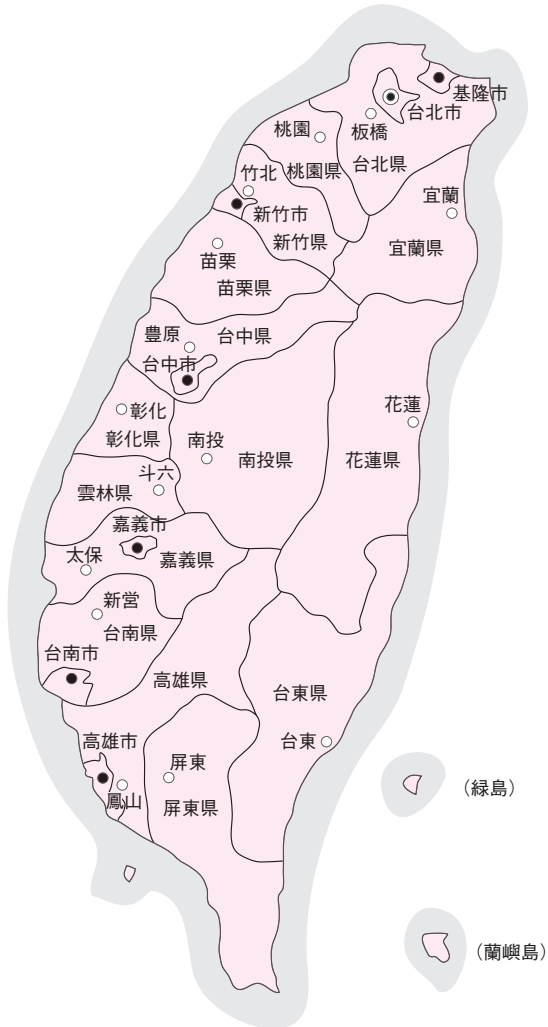 基隆市
台北市
板橋
桃園
台北県
桃園県
竹北
宜蘭
新竹市
新竹県
宜蘭県
苗栗
苗栗県
豊原
台中県
台中市
花蓮
彰化
彰化県
南投
南投県
花蓮県
斗六
雲林県
嘉義市
太保
嘉義県
新営
台南県
台南市
高雄県
台東県
高雄市
台東
屏東
鳳山
屏東県
(緑島)
(蘭嶼島)